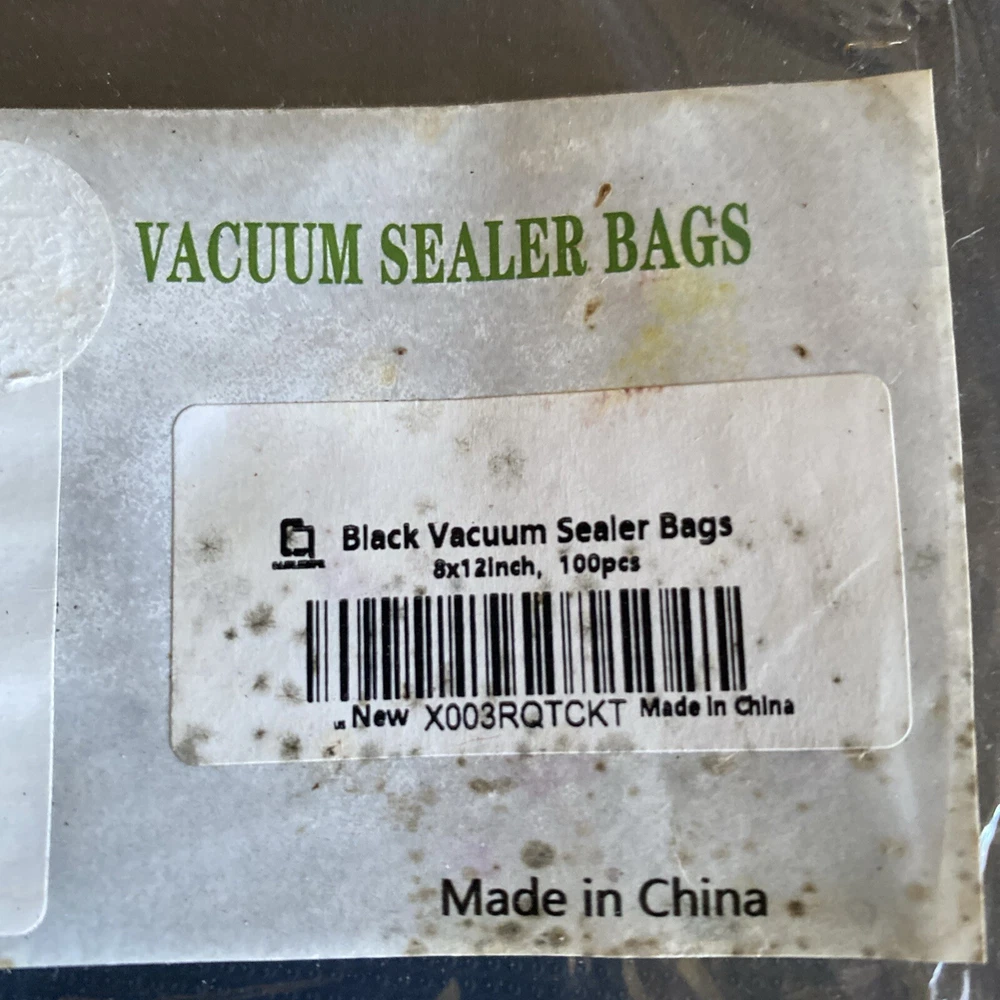 VACUUM SEALER BAGS
Black Vacuum Sealer Bags
8x12inch, 100pcs
New X003RQTCKT Made in China
Made in China